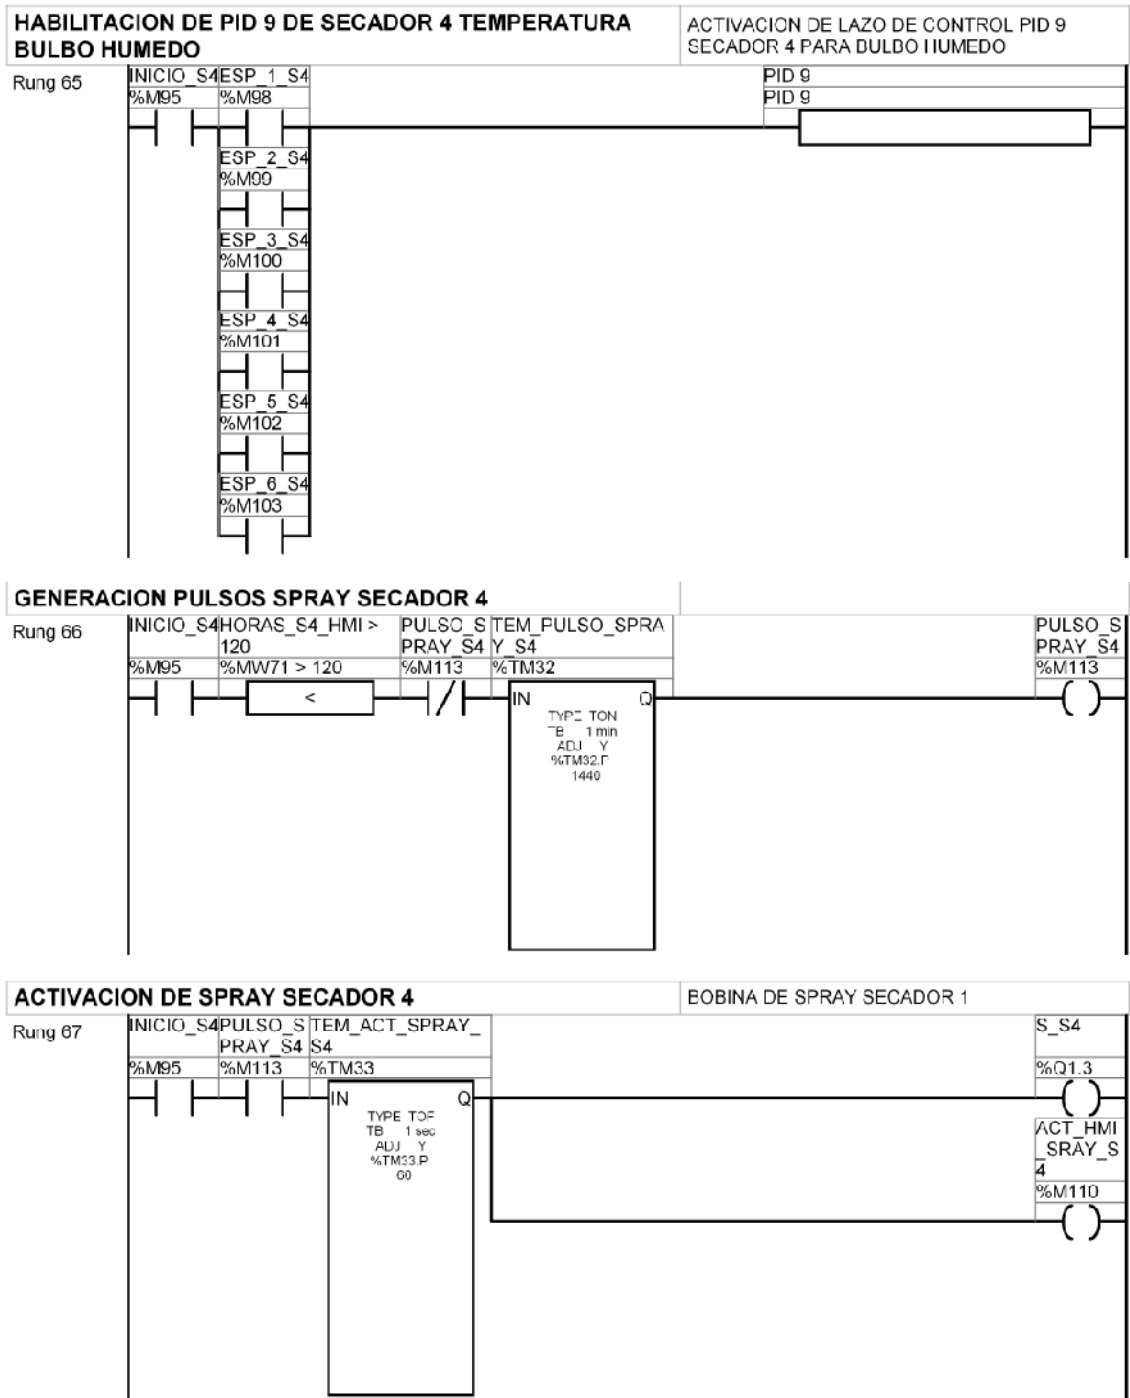 HABILITACION DE PID 9 DE SECADOR 4 TEMPERATURA
BULBO HUMEDO
ACTIVACION DE LAZO DE CONTROL PID 9
SECADOR 4 PARA BULBO HUMEDO
Rung 65
INICIO_S4
%M95
ESP_1_S4
%M98
PID 9
PID 9
ESP_2_S4
%M99
ESP_3_S4
%M100
ESP_4_S4
%M101
ESP_5_S4
%M102
ESP_6_S4
%M103
GENERACION PULSOS SPRAY SECADOR 4
Rung 66
INICIO_S4
%M95
HORAS_S4_HMI >
120
%MW71 > 120
<
PULSO_S
PRAY_S4
%M113
TEM_PULSO_SPRA
Y_S4
%TM32
IN Q
TYPE TON
TB 1 min
ADJ Y
%TM32.P
1440
PULSO_S
PRAY_S4
%M113
ACTIVACION DE SPRAY SECADOR 4
BOBINA DE SPRAY SECADOR 1
Rung 67
INICIO_S4
%M95
PULSO_S
PRAY_S4
%M113
TEM_ACT_SPRAY_
S4
%TM33
IN Q
TYPE TOF
TB 1 sec
ADJ Y
%TM33.P
60
S_S4
%Q1.3
ACT_HMI
_SRAY_S
4
%M110